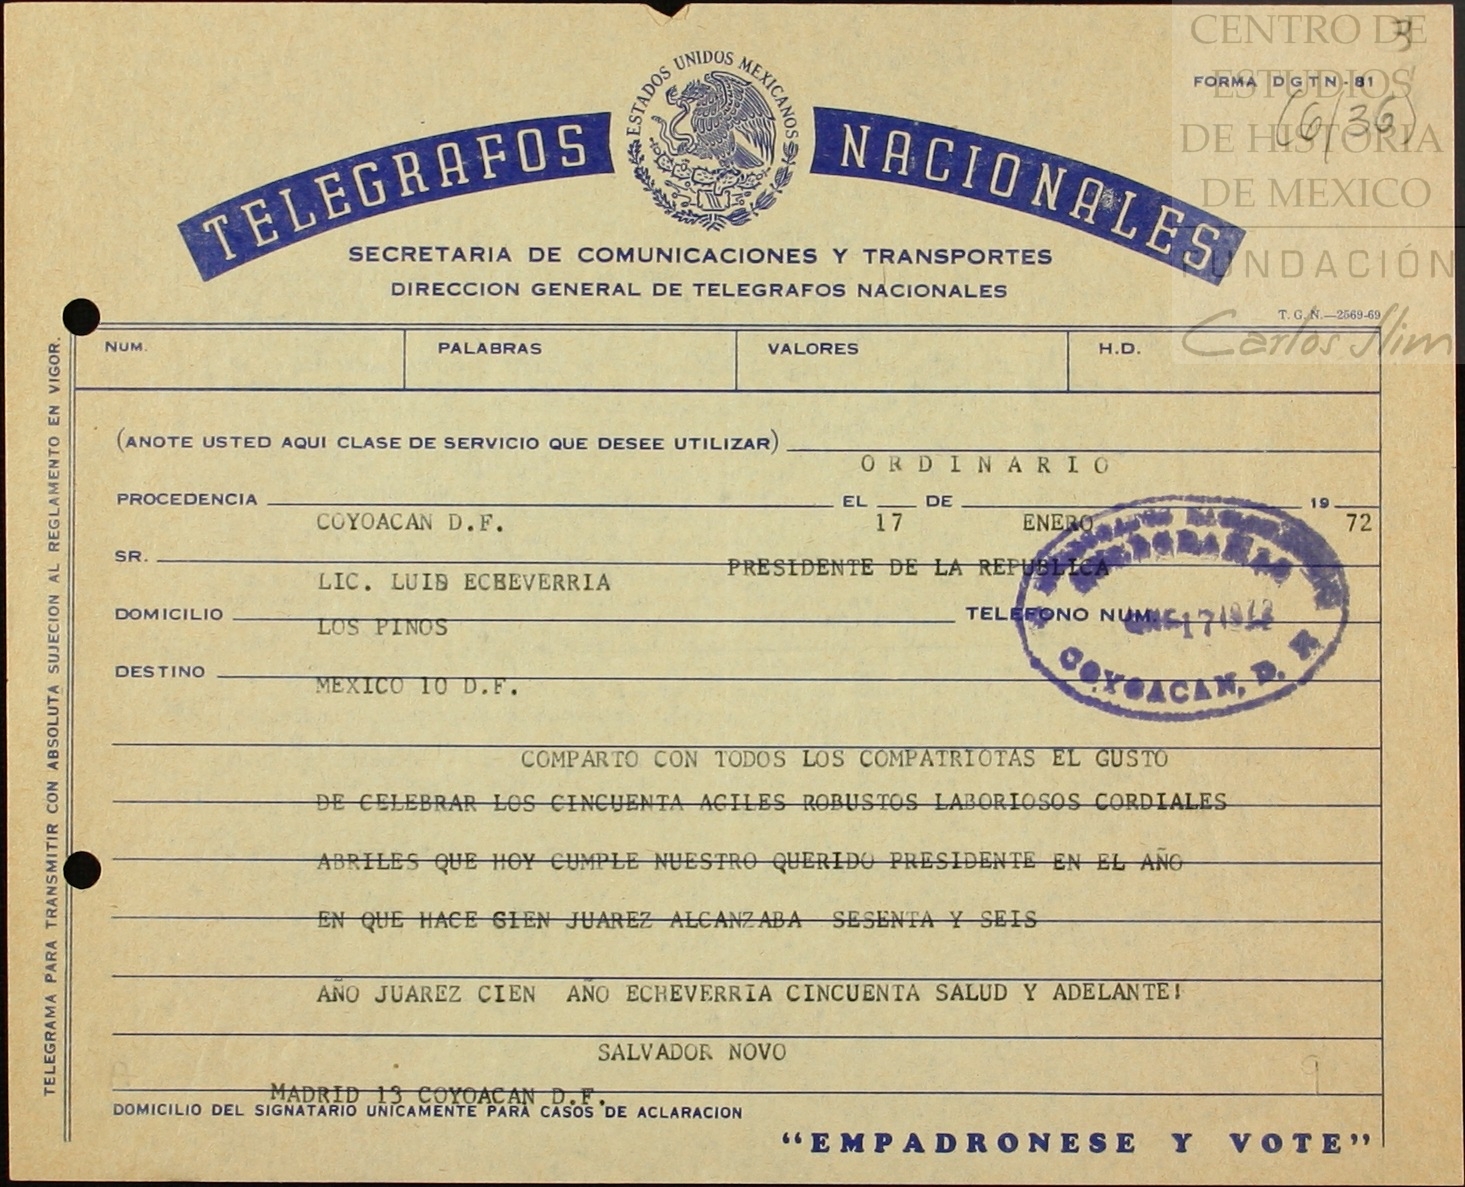 CENTRO DE
ESTUDIOS
DE HISTORIA
DE MEXICO
FUNDACIÓN
Carlos Slim
3
FORMA DGTN-81
(6/36)
ESTADOS UNIDOS MEXICANOS
TELEGRAFOS NACIONALES
SECRETARIA DE COMUNICACIONES Y TRANSPORTES
DIRECCION GENERAL DE TELEGRAFOS NACIONALES
T. G. N.—2569-69
NUM. PALABRAS VALORES H.D.
(ANOTE USTED AQUI CLASE DE SERVICIO QUE DESEE UTILIZAR)
ORDINARIO
PROCEDENCIA EL DE 19
COYOACAN D.F. 17 ENERO 72
SR. PRESIDENTE DE LA REPUBLICA
LIC. LUIS ECHEVERRIA
DOMICILIO TELEFONO NUM.
LOS PINOS
DESTINO
MEXICO 10 D.F.
17 1972
COYOACAN, D. F.
COMPARTO CON TODOS LOS COMPATRIOTAS EL GUSTO
DE CELEBRAR LOS CINCUENTA AGILES ROBUSTOS LABORIOSOS CORDIALES
ABRILES QUE HOY CUMPLE NUESTRO QUERIDO PRESIDENTE EN EL AÑO
EN QUE HACE CIEN JUAREZ ALCANZABA SESENTA Y SEIS
AÑO JUAREZ CIEN AÑO ECHEVERRIA CINCUENTA SALUD Y ADELANTE!
SALVADOR NOVO
MADRID 13 COYOACAN D.F.
DOMICILIO DEL SIGNATARIO UNICAMENTE PARA CASOS DE ACLARACION
"EMPADRONESE Y VOTE"
TELEGRAMA PARA TRANSMITIR CON ABSOLUTA SUJECION AL REGLAMENTO EN VIGOR.